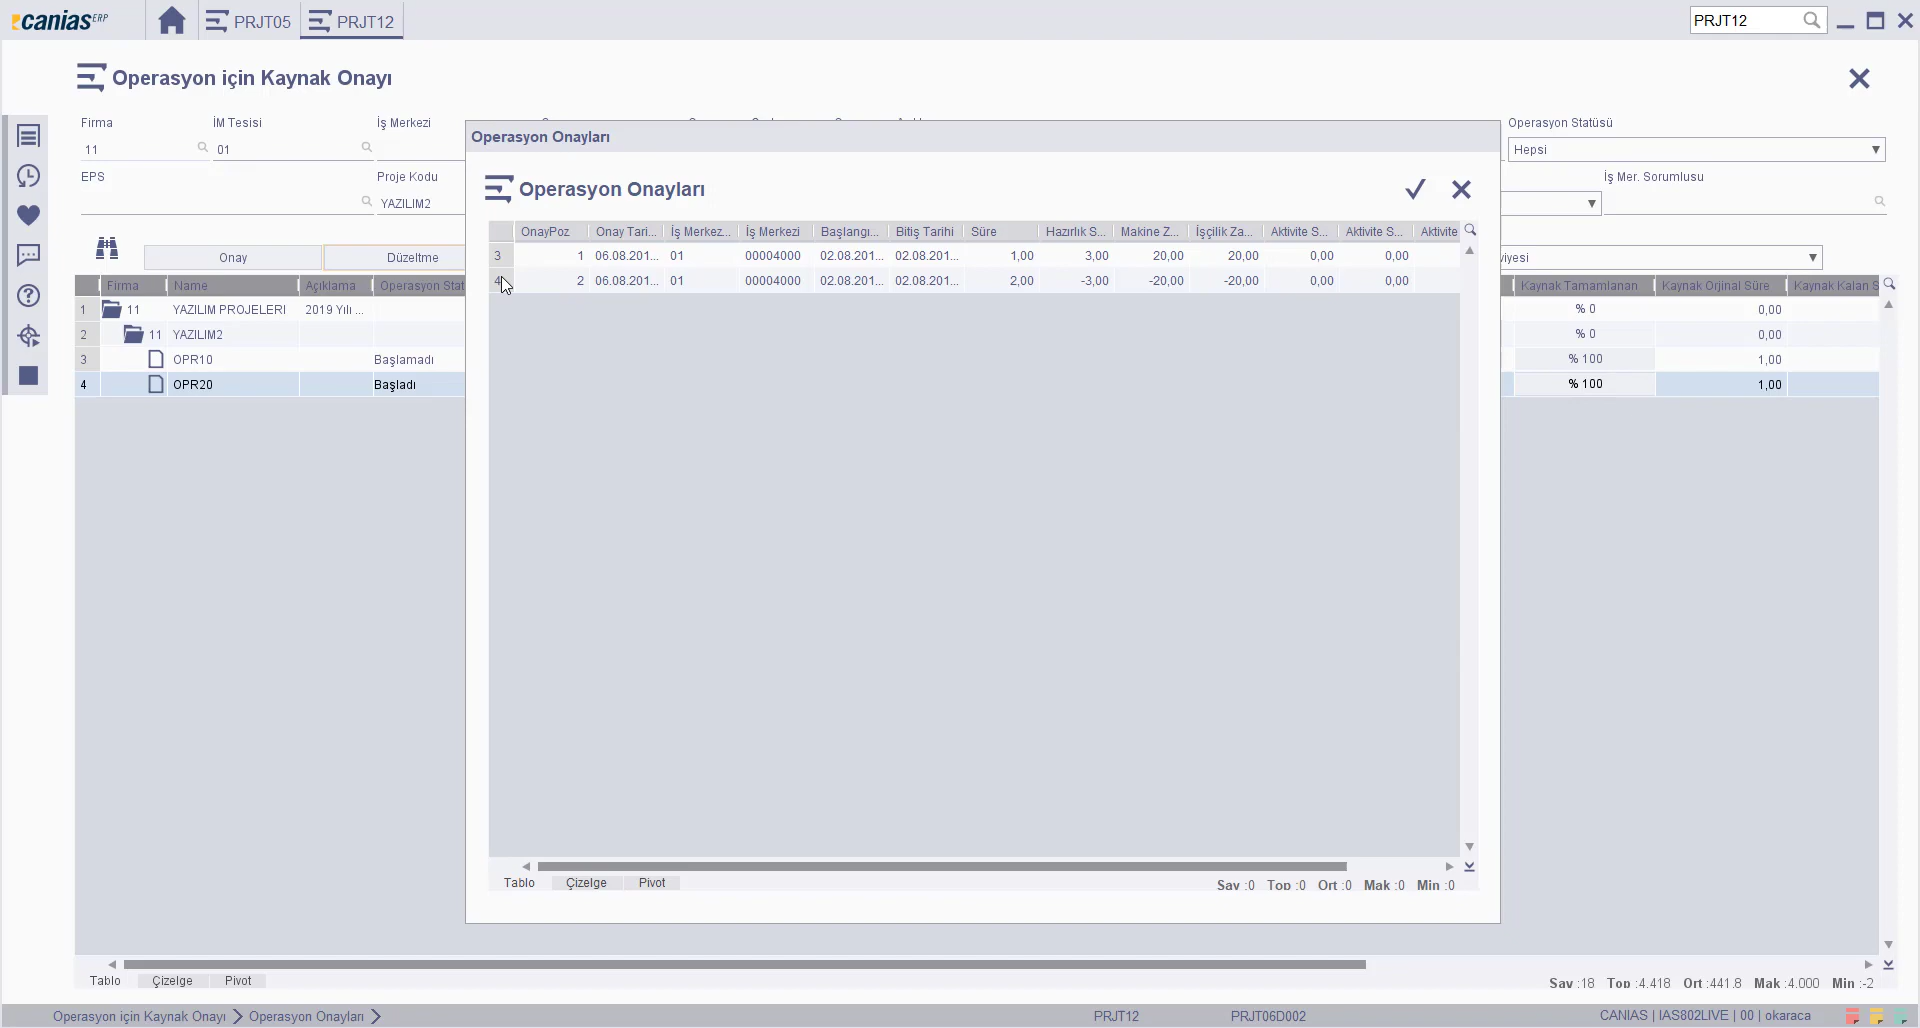 canias ERP
PRJT05
PRJT12
PRJT12
Operasyon için Kaynak Onayı
Firma
İM Tesisi
İş Merkezi
Operasyon Statüsü
11
01
Hepsi
EPS
Proje Kodu
İş Mer. Sorumlusu
YAZILIM2
Onay
Düzeltme
viyesi
Firma Name Açıklama Operasyon Stat
Kaynak Tamamlanan Kaynak Orjinal Süre Kaynak Kalan S
1 11 YAZILIM PROJELERI 2019 Yılı ... % 0 0,00
2 11 YAZILIM2 % 0 0,00
3 OPR10 Başlamadı % 100 1,00
4 OPR20 Başladı % 100 1,00
Operasyon Onayları
Operasyon Onayları
OnayPoz Onay Tari... İş Merkez... İş Merkezi Başlangı... Bitiş Tarihi Süre Hazırlık S... Makine Z... İşçilik Za... Aktivite S... Aktivite S... Aktivite
3 1 06.08.201... 01 00004000 02.08.201... 02.08.201... 1,00 3,00 20,00 20,00 0,00 0,00
4 2 06.08.201... 01 00004000 02.08.201... 02.08.201... 2,00 -3,00 -20,00 -20,00 0,00 0,00
Tablo Çizelge Pivot
Say :0 Top :0 Ort :0 Mak :0 Min :0
Tablo Çizelge Pivot
Say :18 Top :4.418 Ort :441.8 Mak :4.000 Min :-2
Operasyon için Kaynak Onayı Operasyon Onayları
PRJT12
PRJT06D002
CANIAS | IAS802LIVE | 00 | okaraca